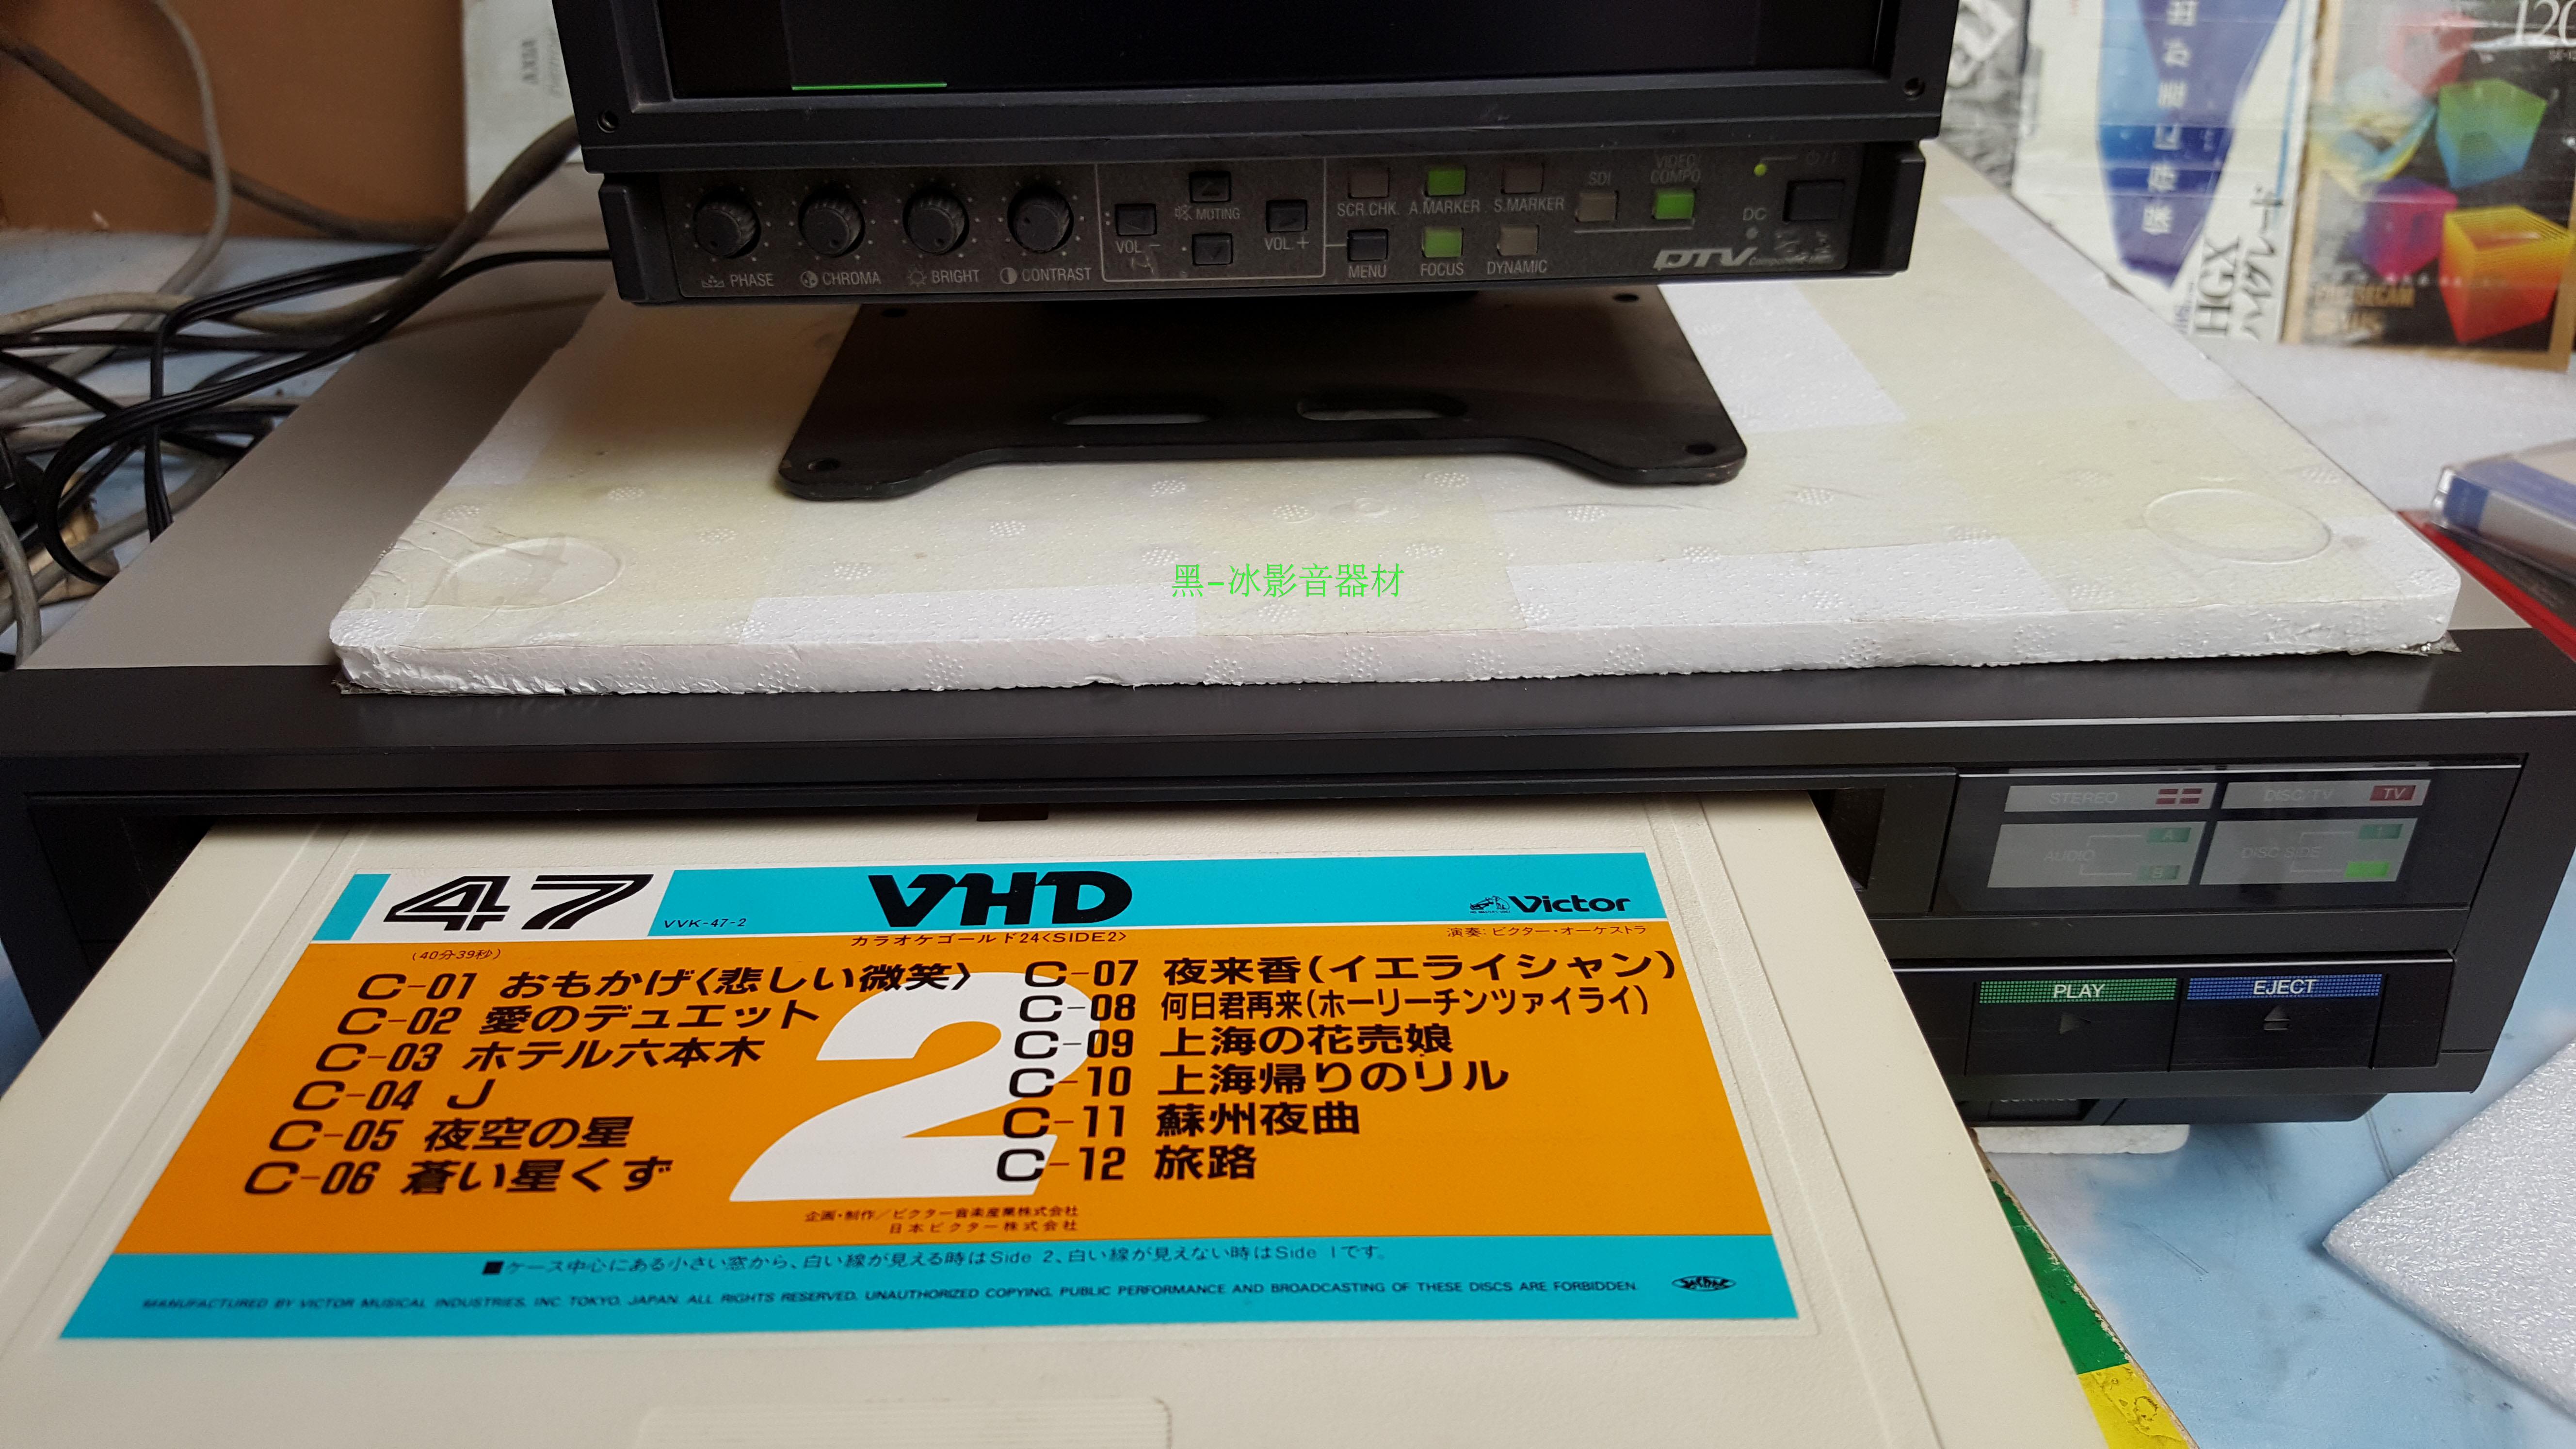 120
保存に差が出
HGX
ハイグレード
PHASE
CHROMA
BRIGHT
CONTRAST
VOL −
MUTING
VOL +
SCR.CHK.
A.MARKER
S.MARKER
MENU
FOCUS
DYNAMIC
SDI
VIDEO/
COMPO
DC
DTV
黑-冰影音器材
STEREO
DISC/TV
TV
AUDIO
A
B
DISC SIDE
1
PLAY
EJECT
47
VVK-47-2
VHD
Victor
カラオケゴールド24<SIDE2>
演奏:ビクター・オーケストラ
(40分39秒)
2
C-01 おもかげ〈悲しい微笑〉
C-02 愛のデュエット
C-03 ホテル六本木
C-04 J
C-05 夜空の星
C-06 蒼い星くず
C-07 夜来香(イエライシャン)
C-08 何日君再来(ホーリーチンツァイライ)
C-09 上海の花売娘
C-10 上海帰りのリル
C-11 蘇州夜曲
C-12 旅路
企画・制作／ビクター音楽産業株式会社
日本ビクター株式会社
■ケース中心にある小さい窓から、白い線が見える時はSide 2、白い線が見えない時はSide 1です。
MANUFACTURED BY VICTOR MUSICAL INDUSTRIES, INC. TOKYO, JAPAN. ALL RIGHTS RESERVED. UNAUTHORIZED COPYING, PUBLIC PERFORMANCE AND BROADCASTING OF THESE DISCS ARE FORBIDDEN.